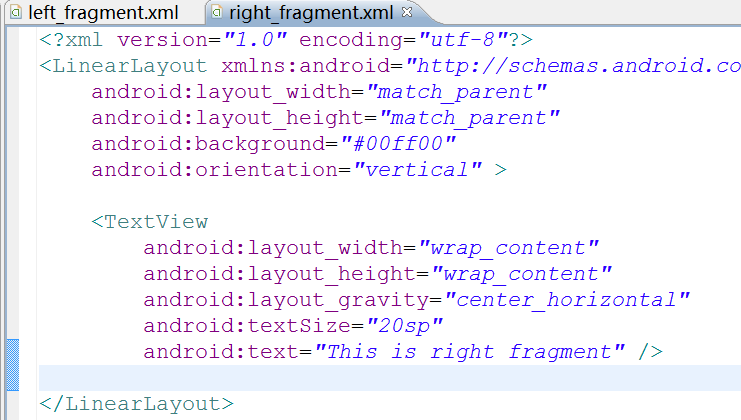 left_fragment.xml right_fragment.xml
<?xml version="1.0" encoding="utf-8"?>
<LinearLayout xmlns:android="http://schemas.android.co
    android:layout_width="match_parent"
    android:layout_height="match_parent"
    android:background="#00ff00"
    android:orientation="vertical" >

    <TextView
        android:layout_width="wrap_content"
        android:layout_height="wrap_content"
        android:layout_gravity="center_horizontal"
        android:textSize="20sp"
        android:text="This is right fragment" />

</LinearLayout>